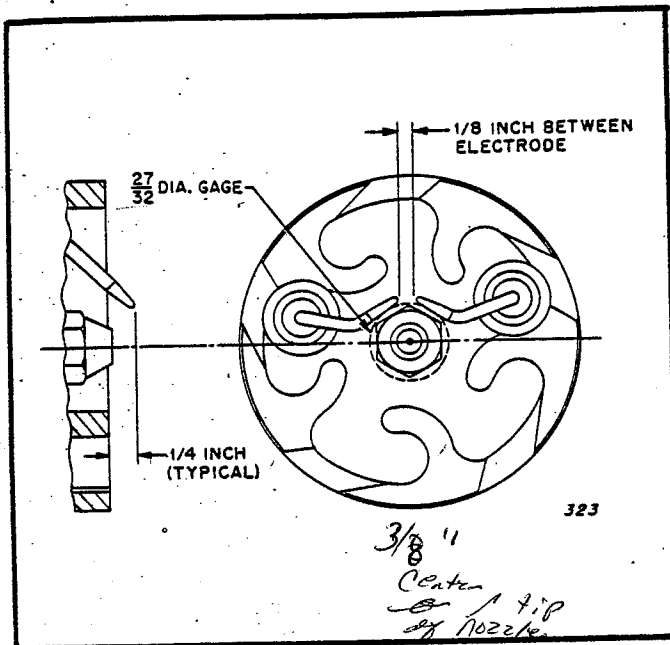 1/8 INCH BETWEEN
ELECTRODE
27/32 DIA. GAGE
1/4 INCH
(TYPICAL)
323
3/8 "
Center
tip
of nozzle